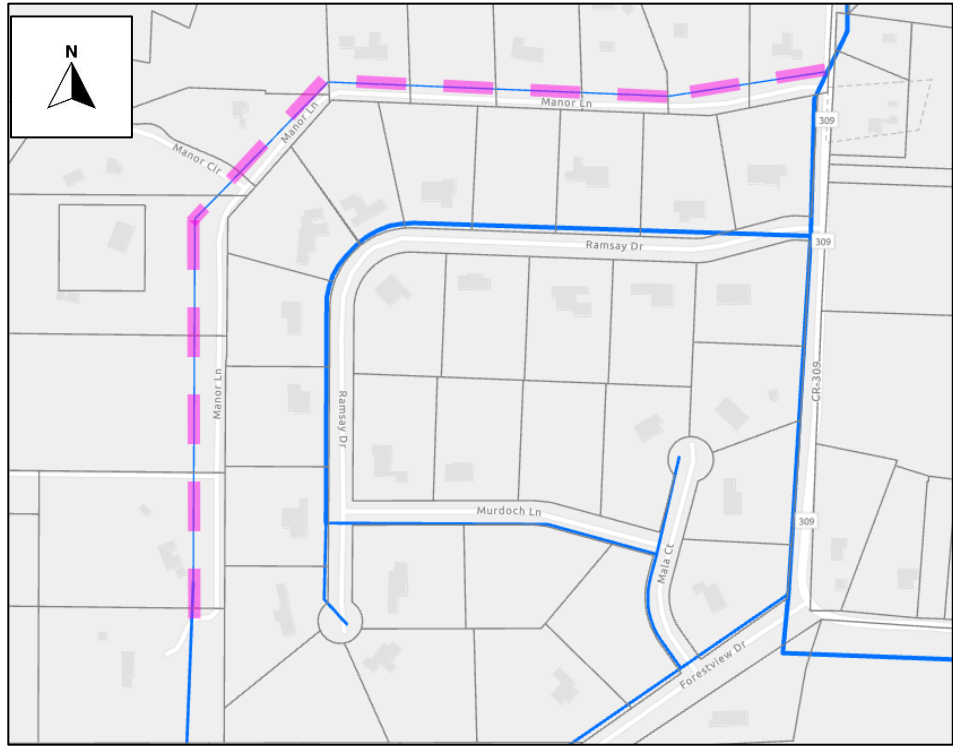 N
Manor Ln
309
Manor Ln
Manor Cir
309
Ramsay Dr
CR-309
Manor Ln
Ramsay Dr
Murdoch Ln
309
Mala Ct
Forestview Dr